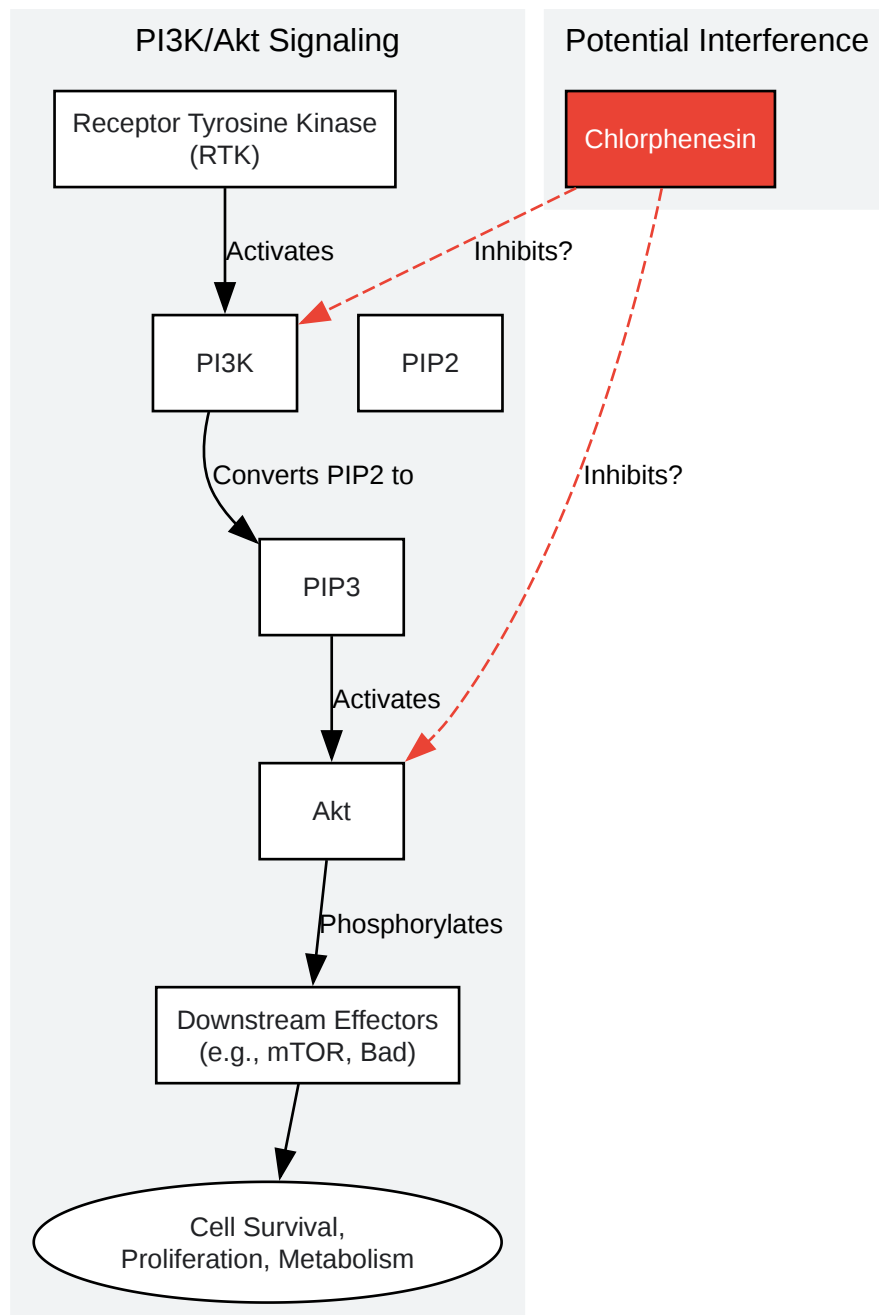 PI3K/Akt Signaling
Potential Interference
Receptor Tyrosine Kinase
(RTK)
Chlorphenesin
Activates
Inhibits?
PI3K
PIP2
Converts PIP2 to
Inhibits?
PIP3
Activates
Akt
Phosphorylates
Downstream Effectors
(e.g., mTOR, Bad)
Cell Survival,
Proliferation, Metabolism